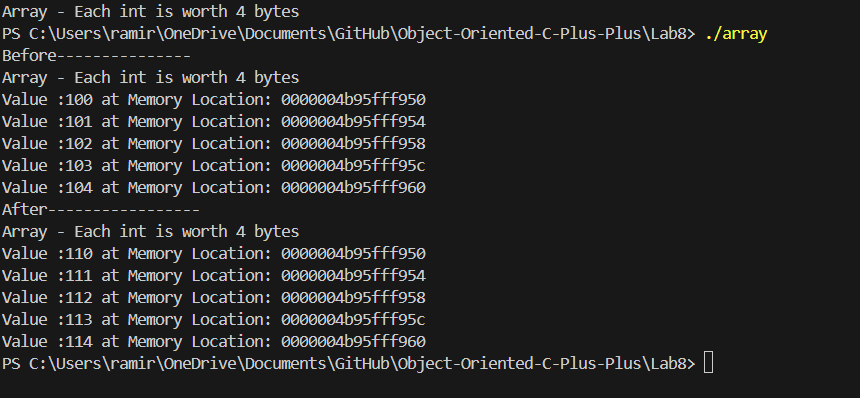 Array - Each int is worth 4 bytes
PS C:\Users\ramir\OneDrive\Documents\GitHub\Object-Oriented-C-Plus-Plus\Lab8> ./array
Before---------------
Array - Each int is worth 4 bytes
Value :100 at Memory Location: 0000004b95fff950
Value :101 at Memory Location: 0000004b95fff954
Value :102 at Memory Location: 0000004b95fff958
Value :103 at Memory Location: 0000004b95fff95c
Value :104 at Memory Location: 0000004b95fff960
After-----------------
Array - Each int is worth 4 bytes
Value :110 at Memory Location: 0000004b95fff950
Value :111 at Memory Location: 0000004b95fff954
Value :112 at Memory Location: 0000004b95fff958
Value :113 at Memory Location: 0000004b95fff95c
Value :114 at Memory Location: 0000004b95fff960
PS C:\Users\ramir\OneDrive\Documents\GitHub\Object-Oriented-C-Plus-Plus\Lab8>